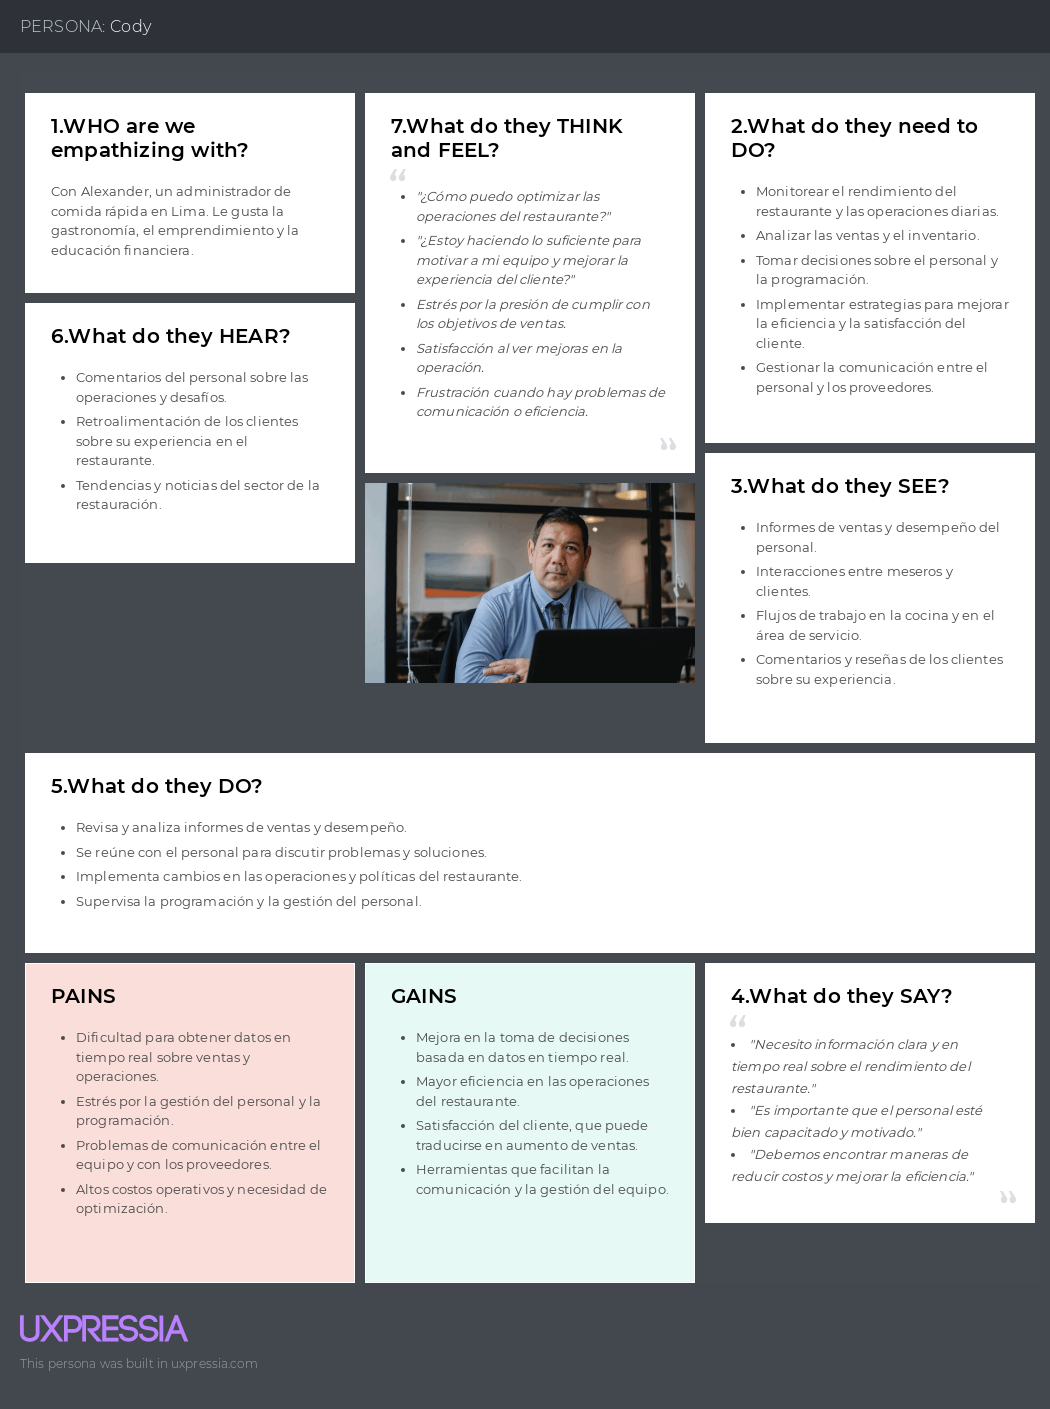 PERSONA: Cody
1.WHO are we
empathizing with?
Con Alexander, un administrador de
comida rápida en Lima. Le gusta la
gastronomía, el emprendimiento y la
educación financiera.
6.What do they HEAR?
• Comentarios del personal sobre las
operaciones y desafíos.
• Retroalimentación de los clientes
sobre su experiencia en el
restaurante.
• Tendencias y noticias del sector de la
restauración.
7.What do they THINK
and FEEL?
“
• "¿Cómo puedo optimizar las
operaciones del restaurante?"
• "¿Estoy haciendo lo suficiente para
motivar a mi equipo y mejorar la
experiencia del cliente?"
• Estrés por la presión de cumplir con
los objetivos de ventas.
• Satisfacción al ver mejoras en la
operación.
• Frustración cuando hay problemas de
comunicación o eficiencia.
”
2.What do they need to
DO?
• Monitorear el rendimiento del
restaurante y las operaciones diarias.
• Analizar las ventas y el inventario.
• Tomar decisiones sobre el personal y
la programación.
• Implementar estrategias para mejorar
la eficiencia y la satisfacción del
cliente.
• Gestionar la comunicación entre el
personal y los proveedores.
3.What do they SEE?
• Informes de ventas y desempeño del
personal.
• Interacciones entre meseros y
clientes.
• Flujos de trabajo en la cocina y en el
área de servicio.
• Comentarios y reseñas de los clientes
sobre su experiencia.
5.What do they DO?
• Revisa y analiza informes de ventas y desempeño.
• Se reúne con el personal para discutir problemas y soluciones.
• Implementa cambios en las operaciones y políticas del restaurante.
• Supervisa la programación y la gestión del personal.
PAINS
• Dificultad para obtener datos en
tiempo real sobre ventas y
operaciones.
• Estrés por la gestión del personal y la
programación.
• Problemas de comunicación entre el
equipo y con los proveedores.
• Altos costos operativos y necesidad de
optimización.
GAINS
• Mejora en la toma de decisiones
basada en datos en tiempo real.
• Mayor eficiencia en las operaciones
del restaurante.
• Satisfacción del cliente, que puede
traducirse en aumento de ventas.
• Herramientas que facilitan la
comunicación y la gestión del equipo.
4.What do they SAY?
“
• "Necesito información clara y en
tiempo real sobre el rendimiento del
restaurante."
• "Es importante que el personal esté
bien capacitado y motivado."
• "Debemos encontrar maneras de
reducir costos y mejorar la eficiencia."
”
UXPRESSIA
This persona was built in uxpressia.com